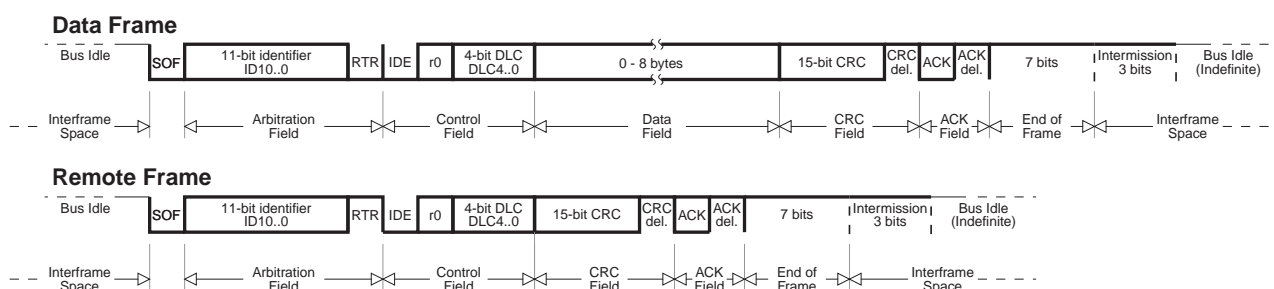 Data Frame
Bus Idle
SOF
11-bit identifier
ID10..0
RTR
IDE
r0
4-bit DLC
DLC4..0
0 - 8 bytes
15-bit CRC
CRC
del.
ACK
ACK
del.
7 bits
Intermission
3 bits
Bus Idle
(Indefinite)
Interframe
Space
Arbitration
Field
Control
Field
Data
Field
CRC
Field
ACK
Field
End of
Frame
Interframe
Space
Remote Frame
Bus Idle
SOF
11-bit identifier
ID10..0
RTR
IDE
r0
4-bit DLC
DLC4..0
15-bit CRC
CRC
del.
ACK
ACK
del.
7 bits
Intermission
3 bits
Bus Idle
(Indefinite)
Interframe
Space
Arbitration
Field
Control
Field
CRC
Field
ACK
Field
End of
Frame
Interframe
Space